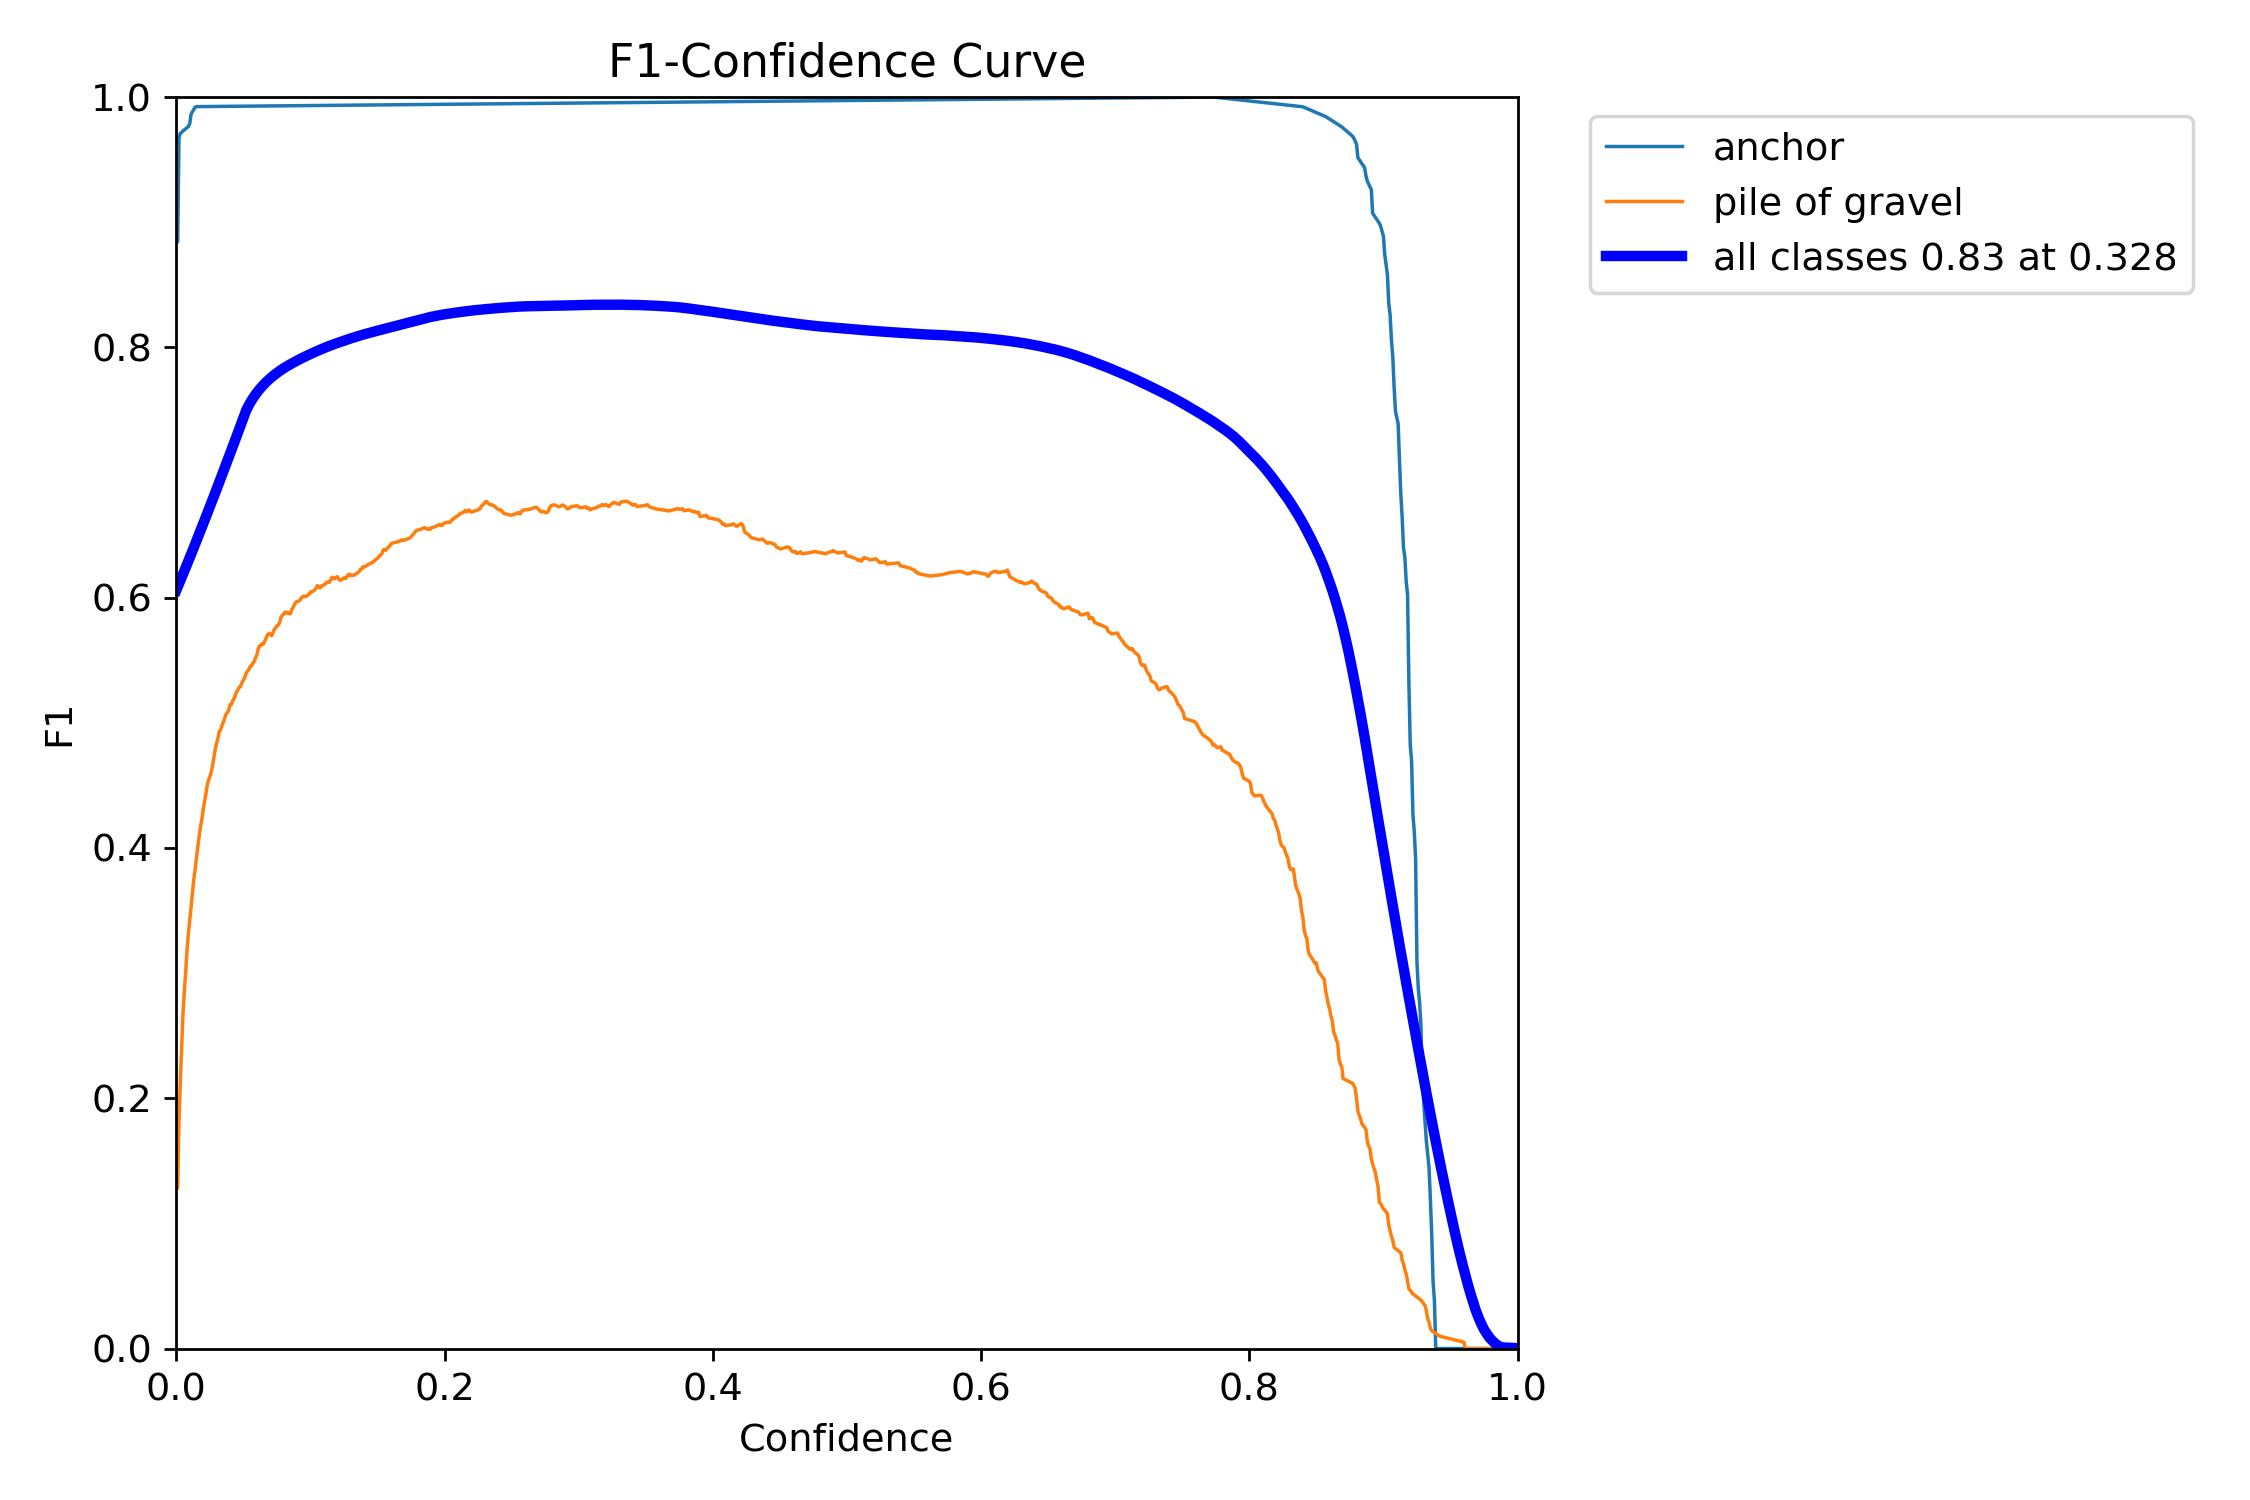 F1-Confidence Curve
1.0
0.8
0.6
0.4
0.2
0.0
F1
0.0 0.2 0.4 0.6 0.8 1.0
Confidence
anchor
pile of gravel
all classes 0.83 at 0.328